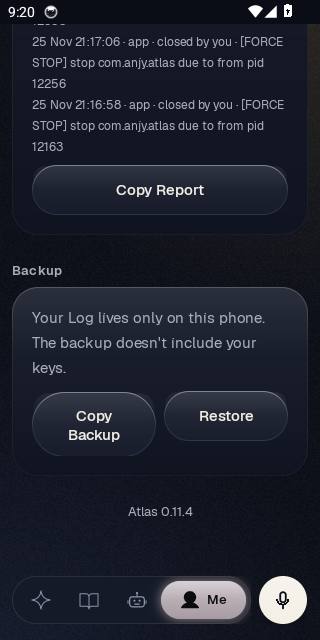 9:20
25 Nov 21:17:06 · app · closed by you · [FORCE
STOP] stop com.anjy.atlas due to from pid
12256
25 Nov 21:16:58 · app · closed by you · [FORCE
STOP] stop com.anjy.atlas due to from pid
12163
Copy Report
Backup
Your Log lives only on this phone.
The backup doesn't include your
keys.
Copy
Backup
Restore
Atlas 0.11.4
Me